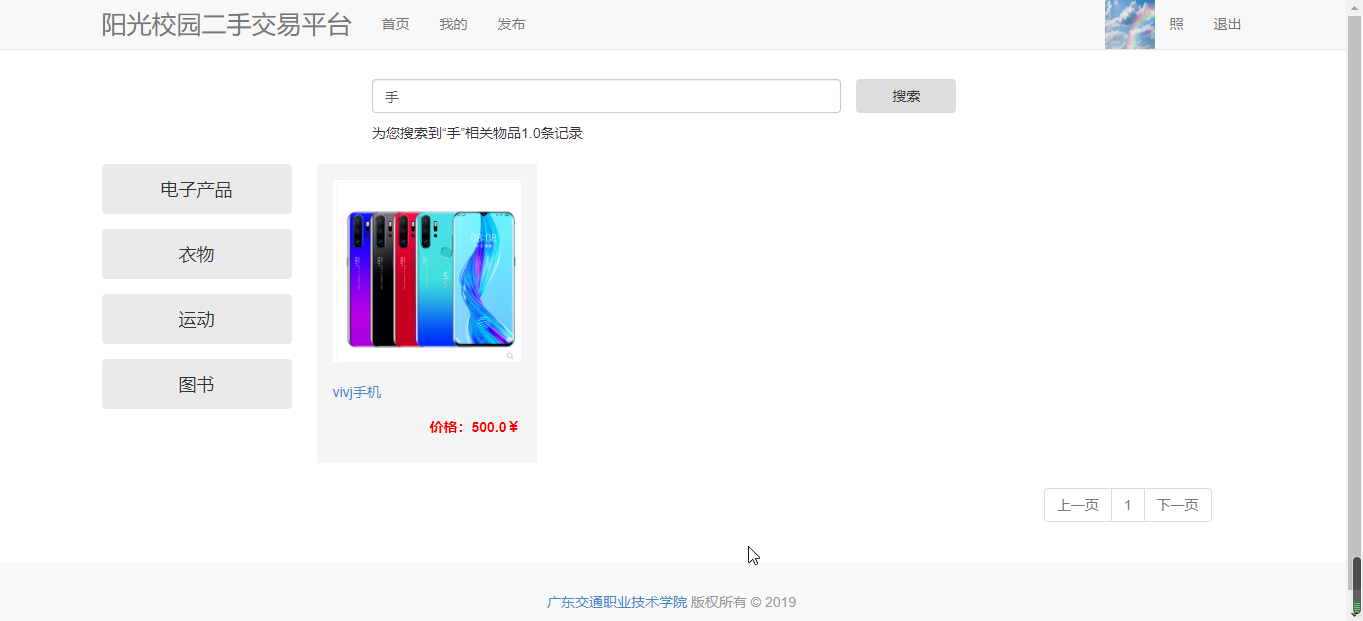 阳光校园二手交易平台 首页 我的 发布 照 退出
手 搜索
为您搜索到“手”相关物品1.0条记录
电子产品
衣物
运动
图书
08:08
vivj手机
价格：500.0￥
上一页 1 下一页
广东交通职业技术学院 版权所有 © 2019